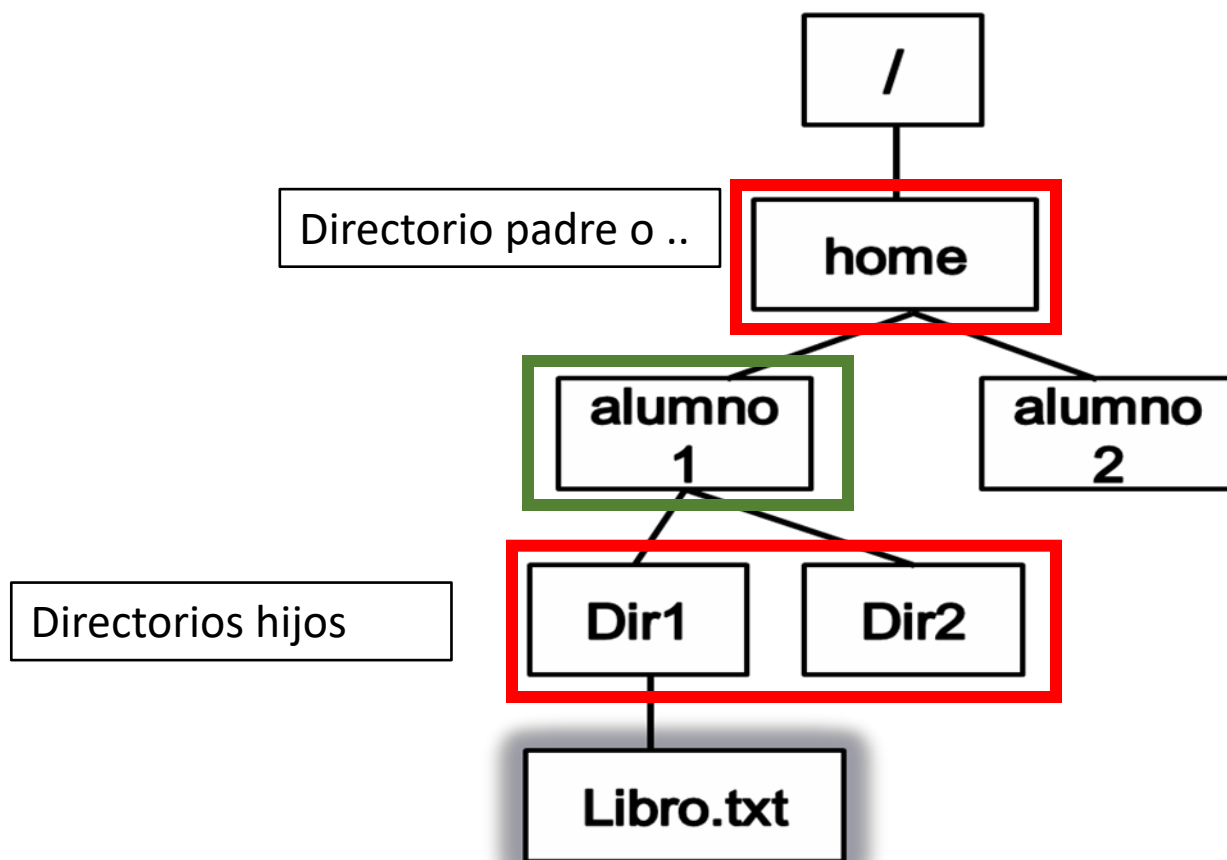 /
Directorio padre o ..
home
alumno
1
alumno
2
Directorios hijos
Dir1
Dir2
Libro.txt